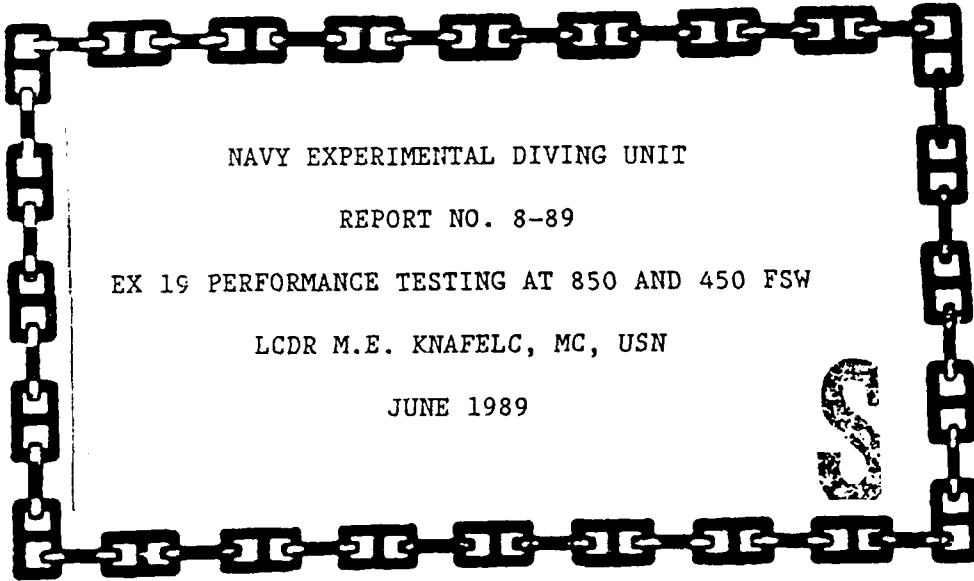 NAVY EXPERIMENTAL DIVING UNIT
REPORT NO. 8-89
EX 19 PERFORMANCE TESTING AT 850 AND 450 FSW
LCDR M.E. KNAFELC, MC, USN
JUNE 1989
S